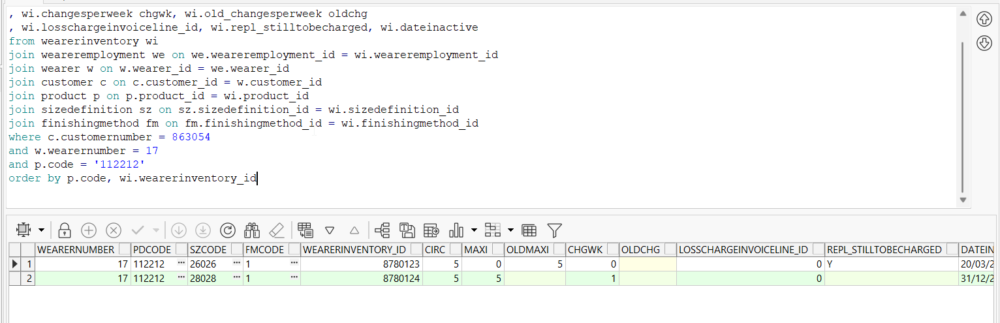 , wi.changesperweek chgwk, wi.old_changesperweek oldchg
, wi.losschargeinvoiceline_id, wi.repl_stilltobecharged, wi.dateinactive
from wearerinventory wi
join weareremployment we on we.weareremployment_id = wi.weareremployment_id
join wearer w on w.wearer_id = we.wearer_id
join customer c on c.customer_id = w.customer_id
join product p on p.product_id = wi.product_id
join sizedefinition sz on sz.sizedefinition_id = wi.sizedefinition_id
join finishingmethod fm on fm.finishingmethod_id = wi.finishingmethod_id
where c.customernumber = 863054
and w.wearernumber = 17
and p.code = '112212'
order by p.code, wi.wearerinventory_id
WEARERNUMBER PDCODE SZCODE FMCODE WEARERINVENTORY_ID CIRC MAXI OLDMAXI CHGWK OLDCHG LOSSCHARGEINVOICELINE_ID REPL_STILLTOBECHARGED DATEIN
1 17 112212 ... 26026 ... 1 ... 8780123 5 0 5 0 0 Y 20/03/2
2 17 112212 ... 28028 ... 1 ... 8780124 5 5 1 0 31/12/2